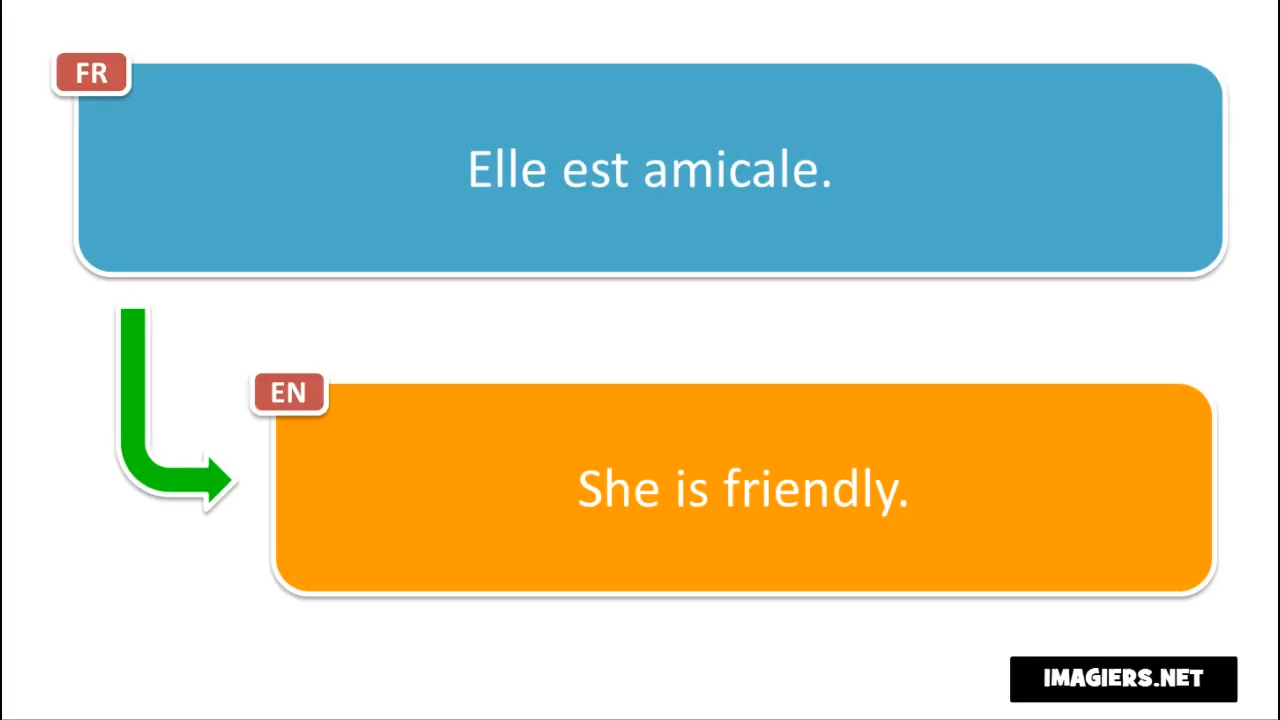 FR
Elle est amicale.
EN
She is friendly.
IMAGIERS.NET